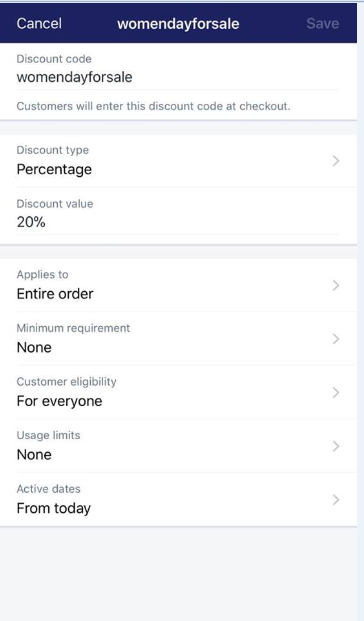 Cancel womendayforsale Save
Discount code
womendayforsale
Customers will enter this discount code at checkout.
Discount type
Percentage
Discount value
20%
Applies to
Entire order
Minimum requirement
None
Customer eligibility
For everyone
Usage limits
None
Active dates
From today